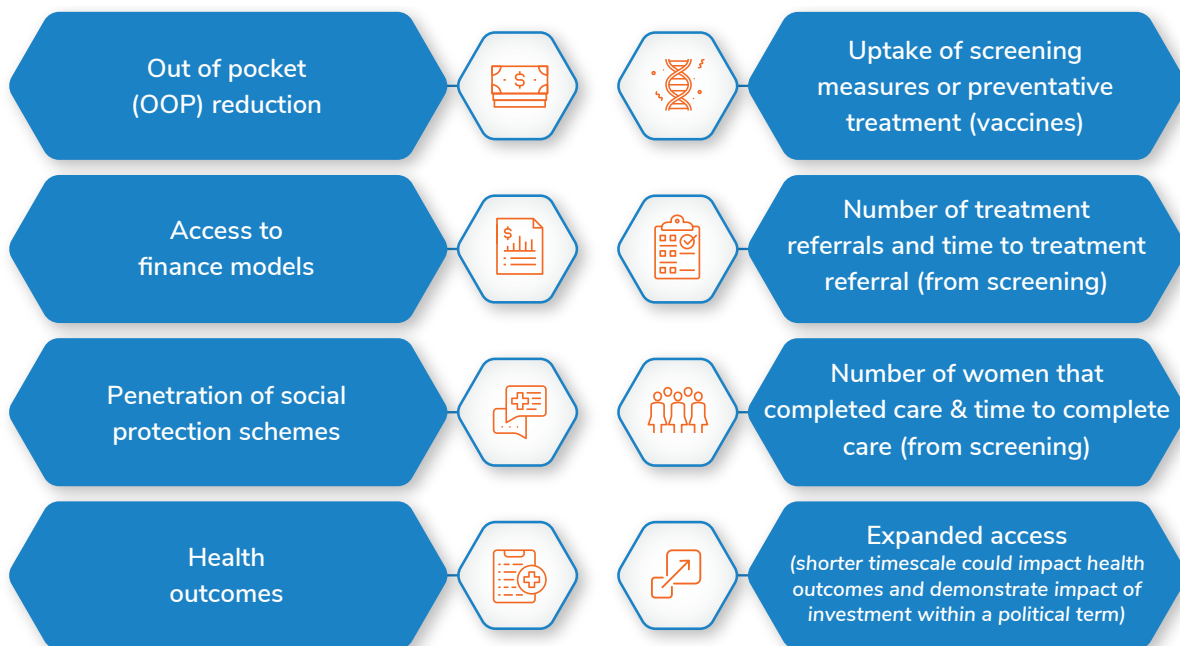 Out of pocket
(OOP) reduction
Uptake of screening
measures or preventative
treatment (vaccines)
Access to
finance models
Number of treatment
referrals and time to treatment
referral (from screening)
Penetration of social
protection schemes
Number of women that
completed care & time to complete
care (from screening)
Health
outcomes
Expanded access
(shorter timescale could impact health
outcomes and demonstrate impact of
investment within a political term)